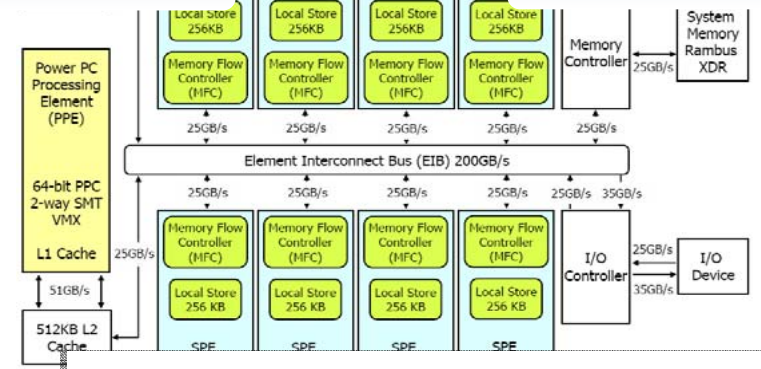 Local Store
256KB
Local Store
256KB
Local Store
256KB
Local Store
256KB
Memory Flow
Controller
(MFC)
Memory Flow
Controller
(MFC)
Memory Flow
Controller
(MFC)
Memory Flow
Controller
(MFC)
Memory
Controller
25GB/s
System
Memory
Rambus
XDR
Power PC
Processing
Element
(PPE)
64-bit PPC
2-way SMT
VMX
L1 Cache
25GB/s
25GB/s
25GB/s
25GB/s
25GB/s
Element Interconnect Bus (EIB) 200GB/s
25GB/s
25GB/s
25GB/s
25GB/s
25GB/s
35GB/s
Memory Flow
Controller
(MFC)
Memory Flow
Controller
(MFC)
Memory Flow
Controller
(MFC)
Memory Flow
Controller
(MFC)
I/O
Controller
25GB/s
35GB/s
I/O
Device
25GB/s
51GB/s
Local Store
256 KB
Local Store
256 KB
Local Store
256 KB
Local Store
256 KB
512KB L2
Cache
SPE
SPE
SPE
SPE